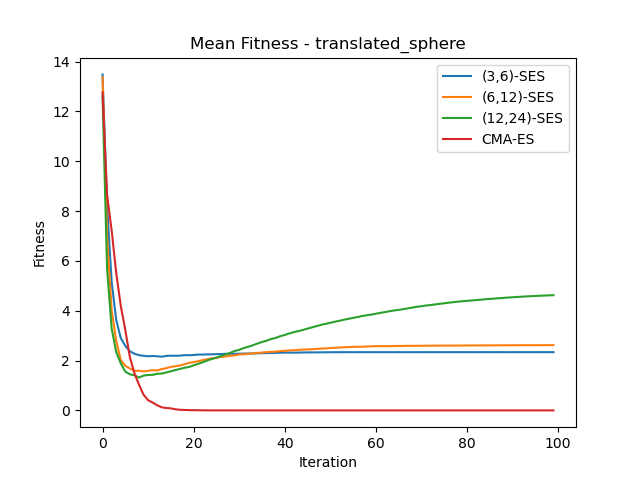 Mean Fitness - translated_sphere
Fitness
14
12
10
8
6
4
2
0
(3,6)-SES
(6,12)-SES
(12,24)-SES
CMA-ES
0 20 40 60 80 100
Iteration